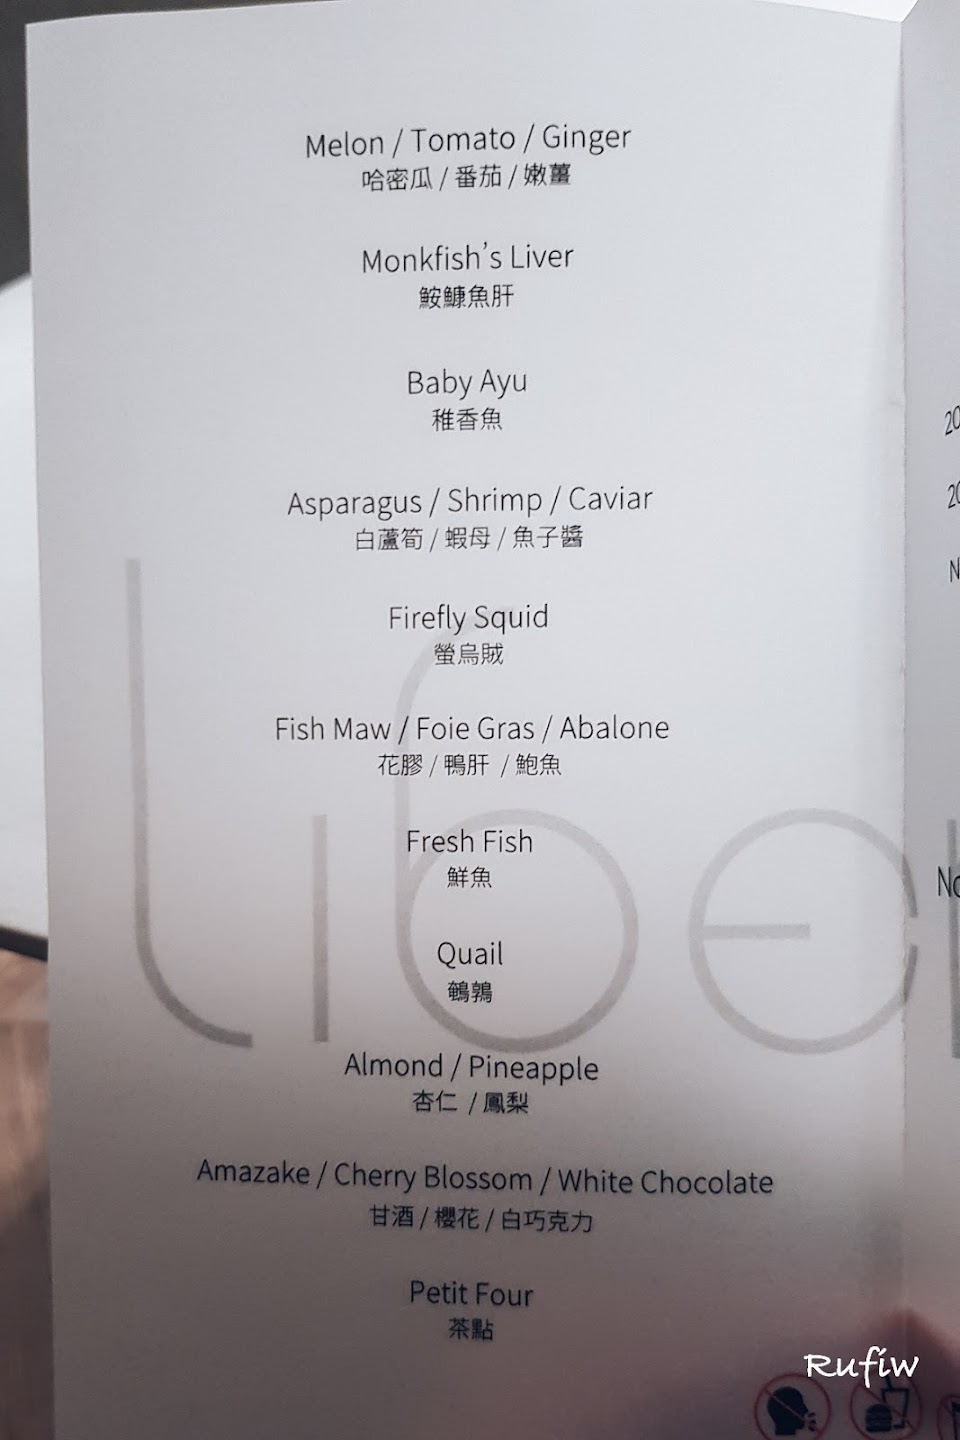 Melon / Tomato / Ginger
哈密瓜 / 番茄 / 嫩薑
Monkfish's Liver
鮟鱇魚肝
Baby Ayu
稚香魚
Asparagus / Shrimp / Caviar
白蘆筍 / 蝦母 / 魚子醬
Firefly Squid
螢烏賊
Fish Maw / Foie Gras / Abalone
花膠 / 鴨肝 / 鮑魚
Fresh Fish
鮮魚
Quail
鵪鶉
Almond / Pineapple
杏仁 / 鳳梨
Amazake / Cherry Blossom / White Chocolate
甘酒 / 櫻花 / 白巧克力
Petit Four
茶點
liber
20
20
N
No
Rufiw